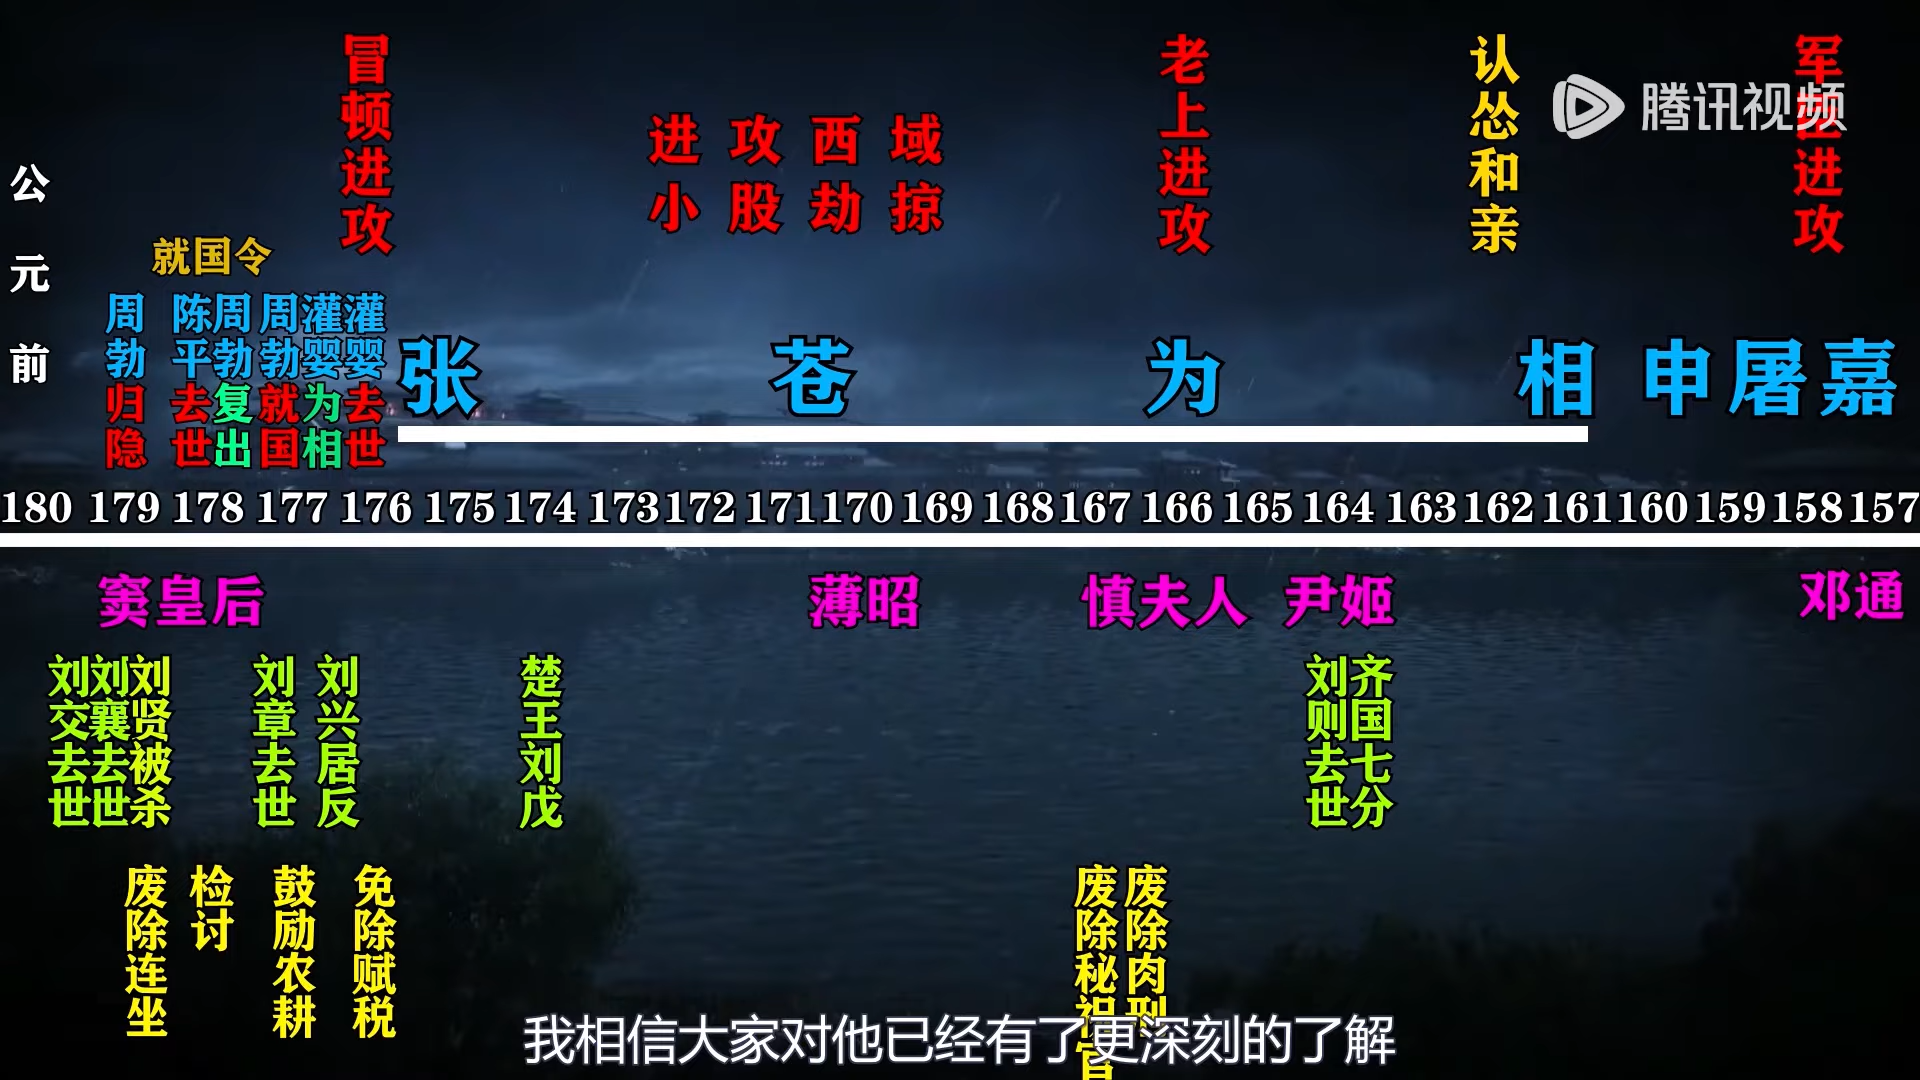 公元前
就国令
周勃归隐
陈平去世
周勃复出
周勃就国
灌婴为相
灌婴去世
冒顿进攻
进攻西域
小股劫掠
老上进攻
认怂和亲
军臣进攻
腾讯视频
张苍为相
申屠嘉
180 179 178 177 176 175 174 173 172 171 170 169 168 167 166 165 164 163 162 161 160 159 158 157
窦皇后
薄昭
慎夫人
尹姬
邓通
刘交去世
刘襄去世
刘贤被杀
刘章去世
刘兴居反
楚王刘戊
刘则去世
齐国七分
废除连坐
检讨
鼓励农耕
免除赋税
废除秘祝官
废除肉刑
我相信大家对他已经有了更深刻的了解